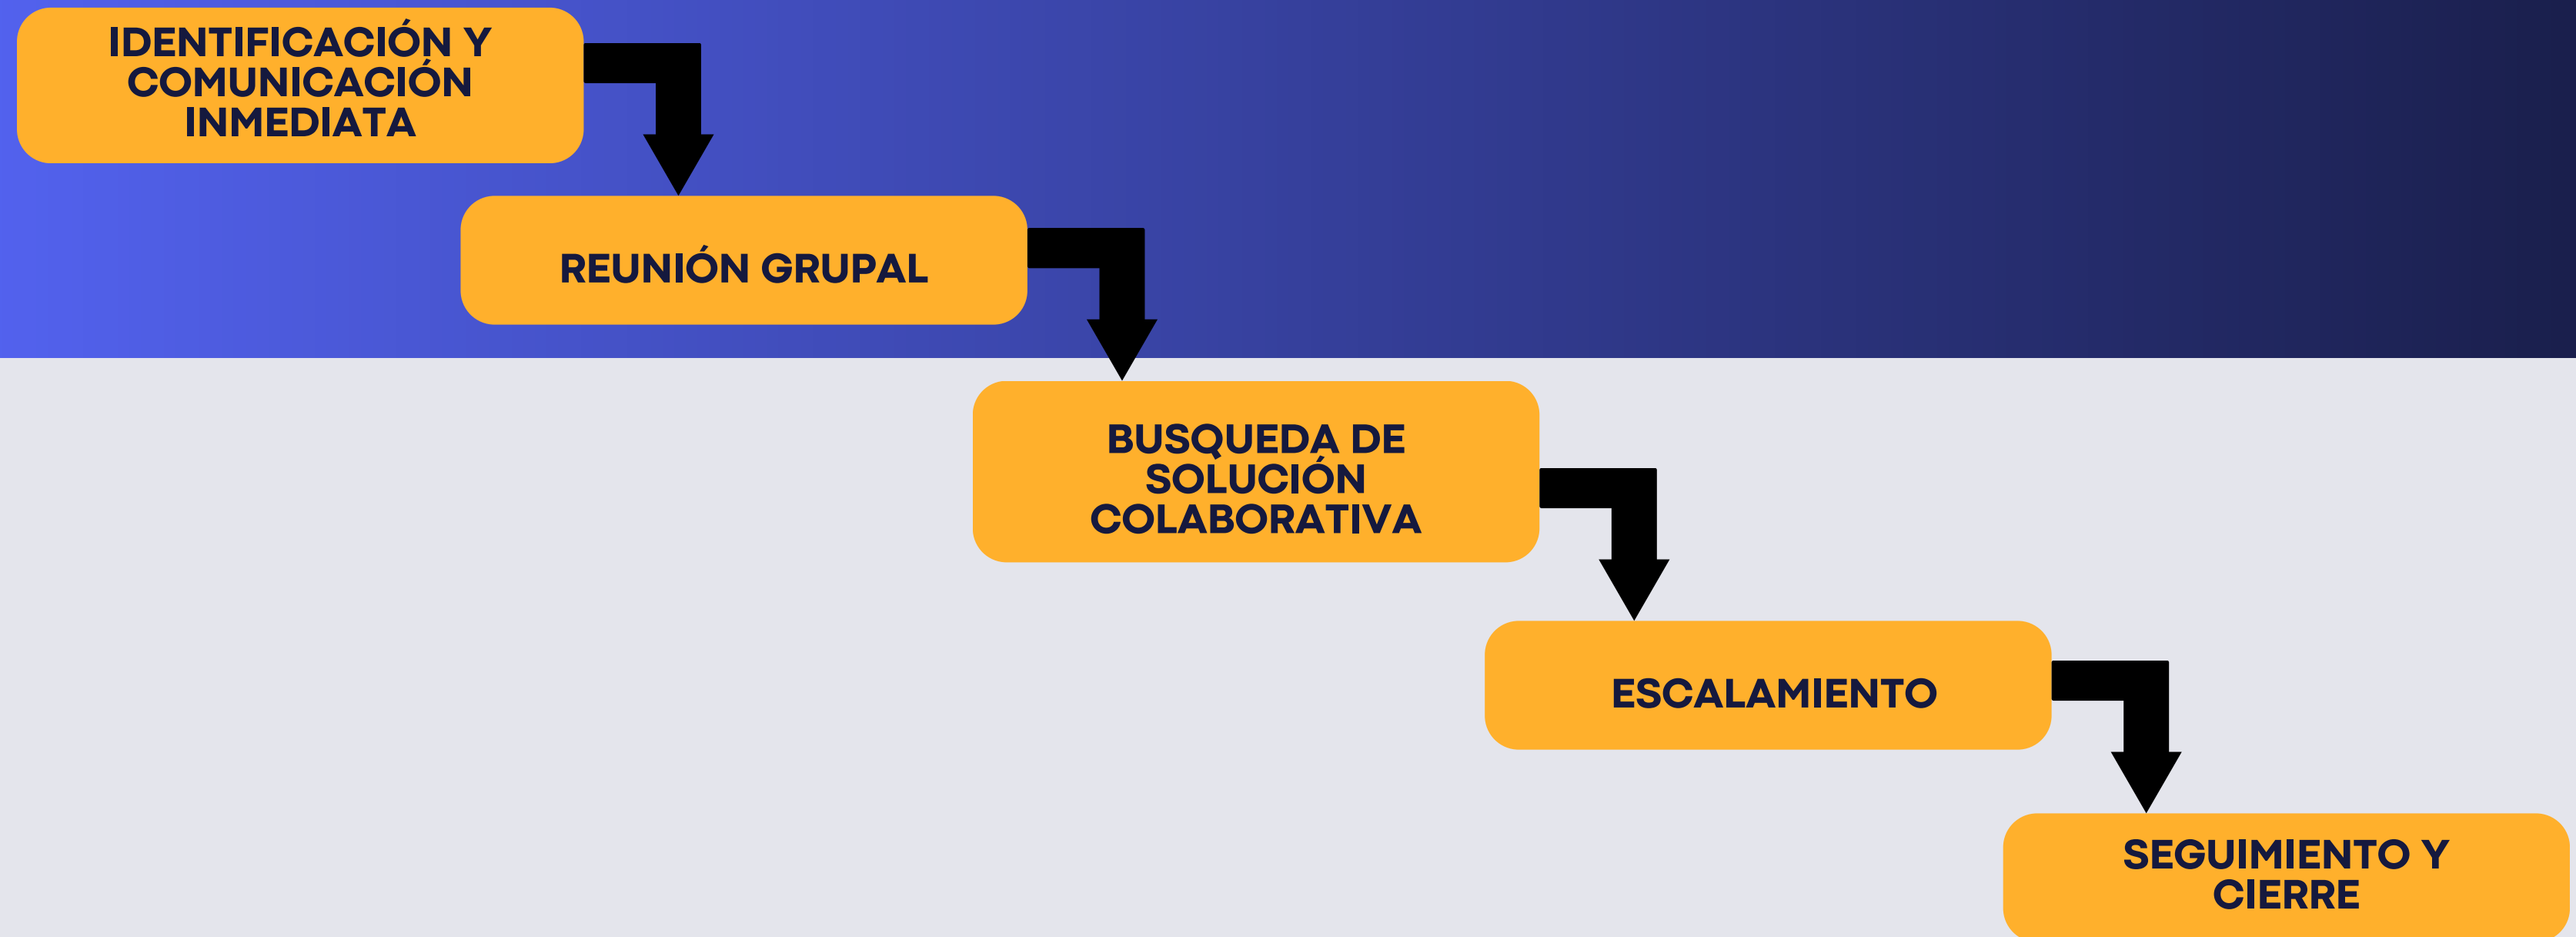 IDENTIFICACIÓN Y
COMUNICACIÓN
INMEDIATA
REUNIÓN GRUPAL
BUSQUEDA DE
SOLUCIÓN
COLABORATIVA
ESCALAMIENTO
SEGUIMIENTO Y
CIERRE